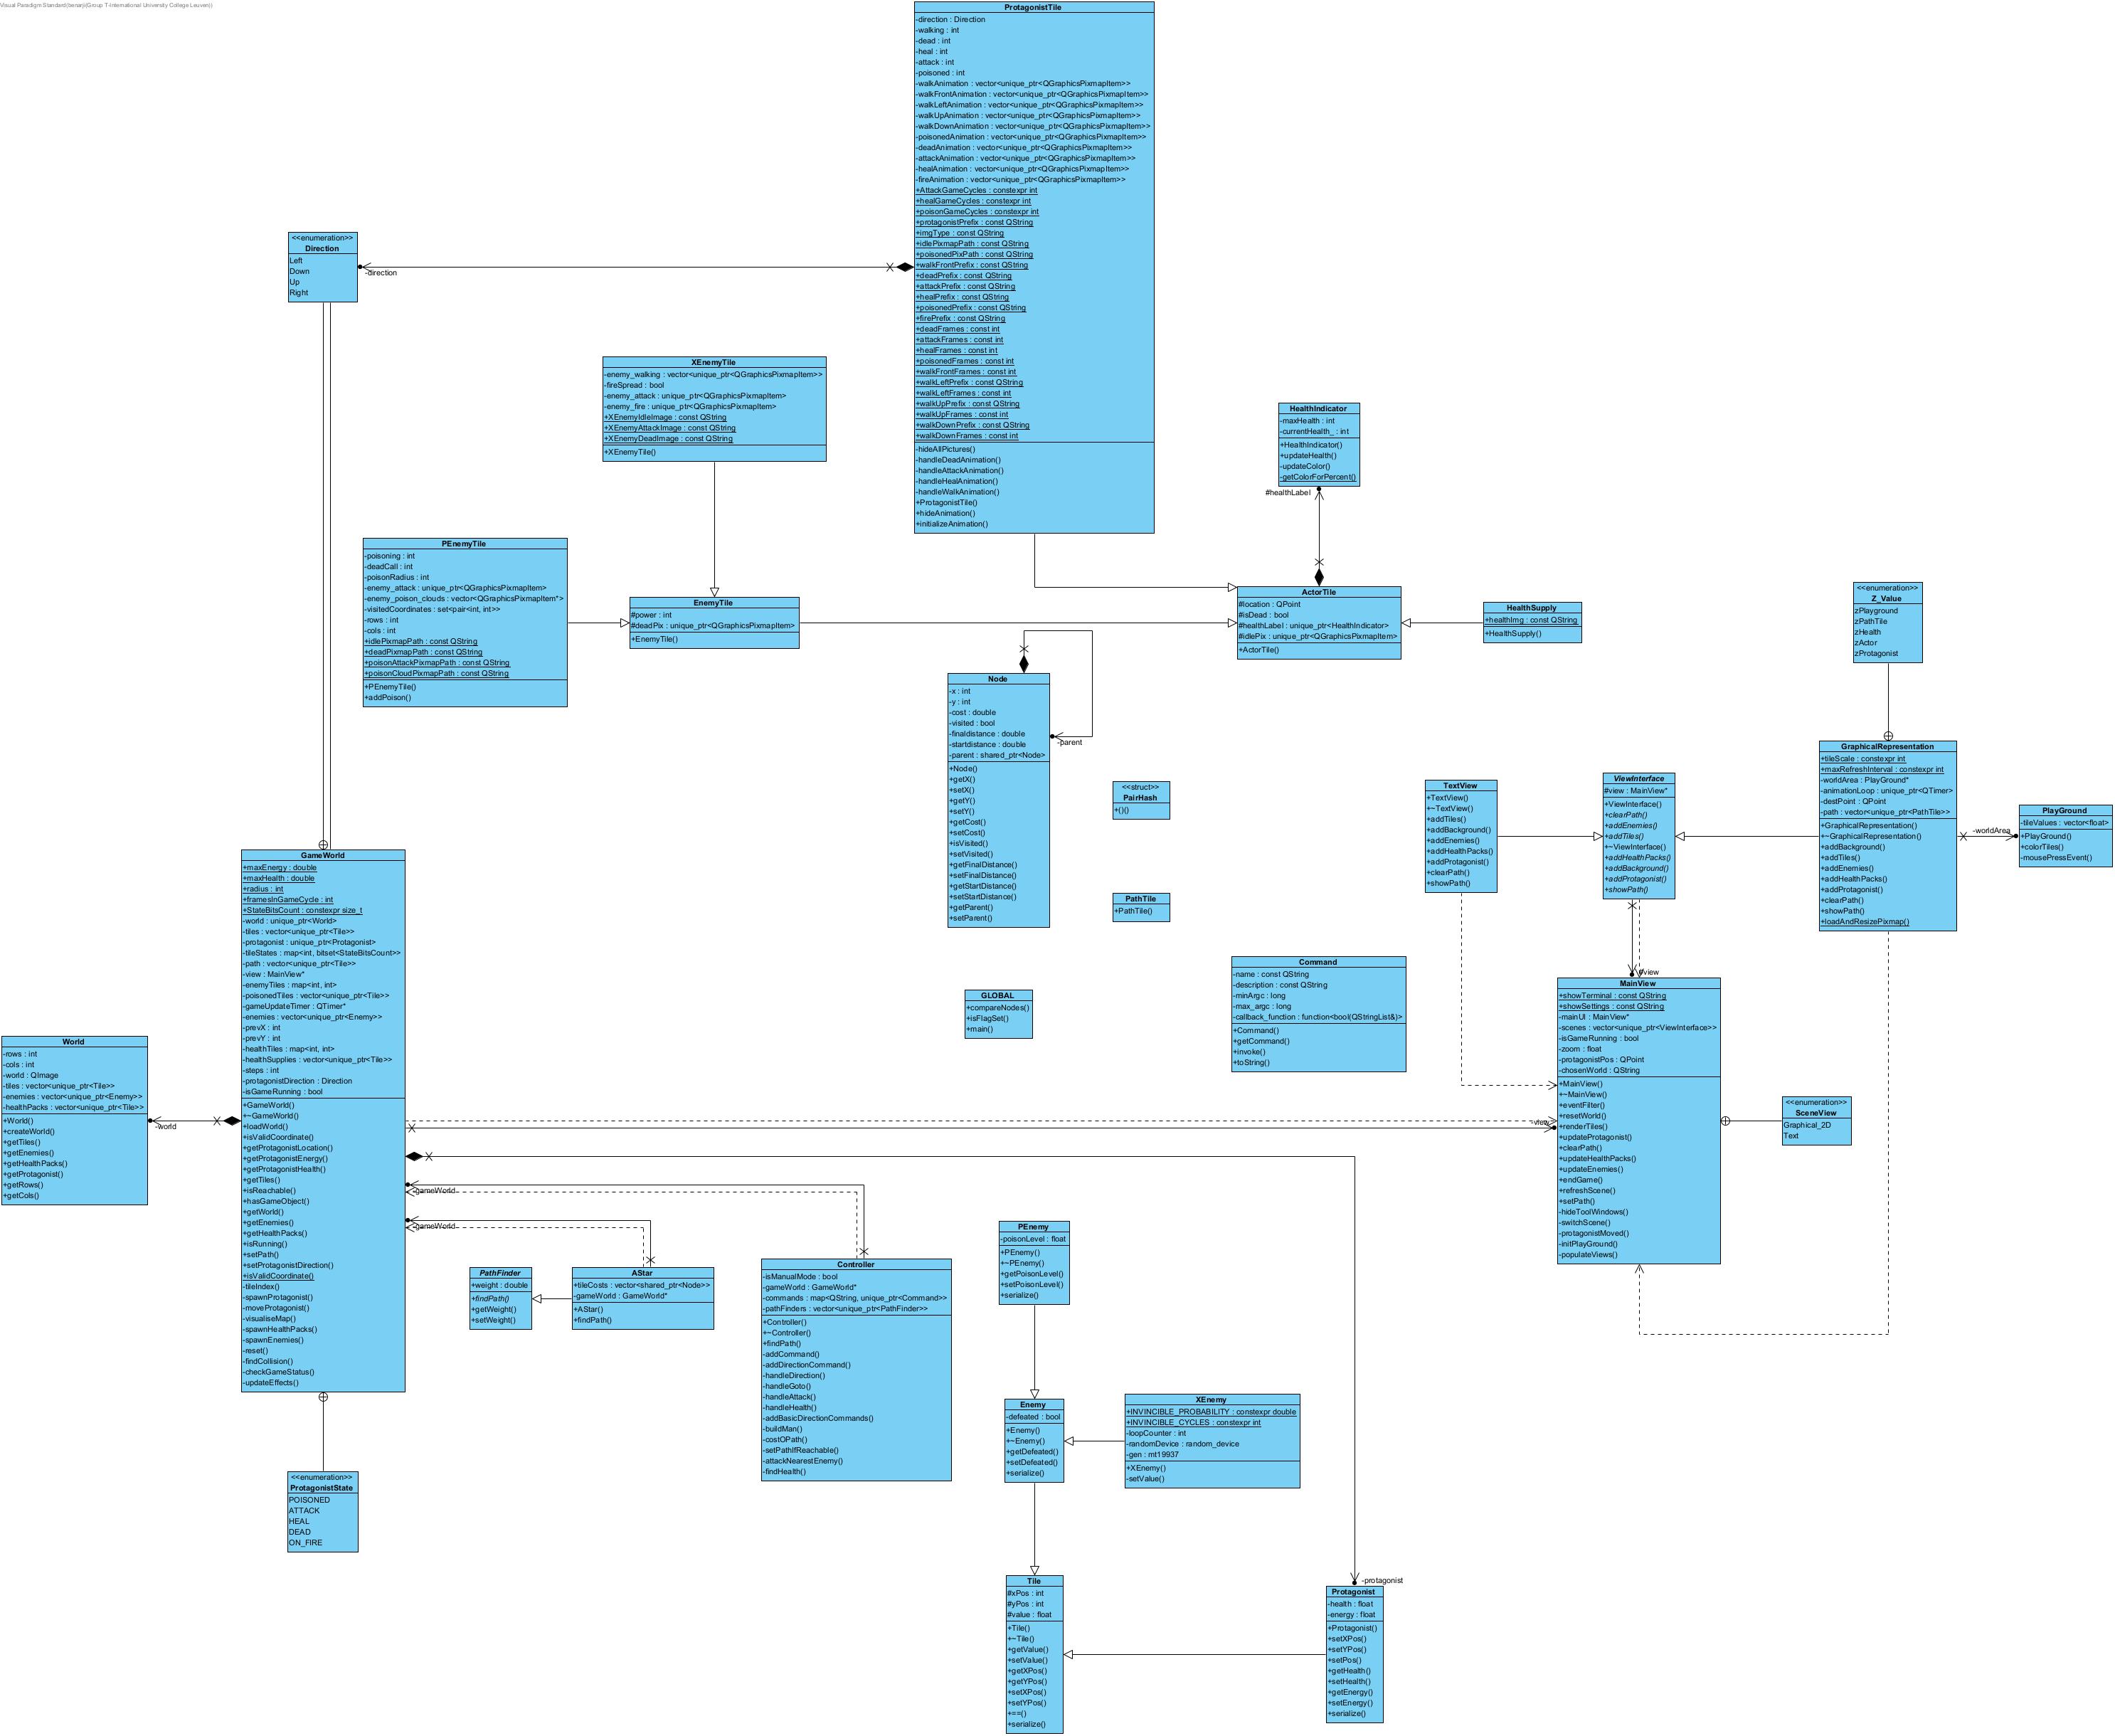 Visual Paradigm Standard(benarj(Group T-International University College Leuven))
ProtagonistTile
-direction : Direction
-walking : int
-dead : int
-heal : int
-attack : int
-poisoned : int
-walkAnimation : vector<unique_ptr<QGraphicsPixmapItem>>
-walkFrontAnimation : vector<unique_ptr<QGraphicsPixmapItem>>
-walkLeftAnimation : vector<unique_ptr<QGraphicsPixmapItem>>
-walkUpAnimation : vector<unique_ptr<QGraphicsPixmapItem>>
-walkDownAnimation : vector<unique_ptr<QGraphicsPixmapItem>>
-poisonedAnimation : vector<unique_ptr<QGraphicsPixmapItem>>
-deadAnimation : vector<unique_ptr<QGraphicsPixmapItem>>
-attackAnimation : vector<unique_ptr<QGraphicsPixmapItem>>
-healAnimation : vector<unique_ptr<QGraphicsPixmapItem>>
-fireAnimation : vector<unique_ptr<QGraphicsPixmapItem>>
+AttackGameCycles : constexpr int
+healGameCycles : constexpr int
+poisonGameCycles : constexpr int
+protagonistPrefix : const QString
+imgType : const QString
+idlePixmapPath : const QString
+poisonedPixPath : const QString
+walkFrontPrefix : const QString
+deadPrefix : const QString
+attackPrefix : const QString
+healPrefix : const QString
+poisonedPrefix : const QString
+firePrefix : const QString
+deadFrames : const int
+attackFrames : const int
+healFrames : const int
+poisonedFrames : const int
+walkFrontFrames : const int
+walkLeftPrefix : const QString
+walkLeftFrames : const int
+walkUpPrefix : const QString
+walkUpFrames : const int
+walkDownPrefix : const QString
+walkDownFrames : const int
-hideAllPictures()
-handleDeadAnimation()
-handleAttackAnimation()
-handleHealAnimation()
-handleWalkAnimation()
+ProtagonistTile()
+hideAnimation()
+initializeAnimation()
<<enumeration>>
Direction
Left
Down
Up
Right
-direction
XEnemyTile
-enemy_walking : vector<unique_ptr<QGraphicsPixmapItem>>
-fireSpread : bool
-enemy_attack : unique_ptr<QGraphicsPixmapItem>
-enemy_fire : unique_ptr<QGraphicsPixmapItem>
+XEnemyIdleImage : const QString
+XEnemyAttackImage : const QString
+XEnemyDeadImage : const QString
+XEnemyTile()
HealthIndicator
-maxHealth : int
-currentHealth_ : int
+HealthIndicator()
+updateHealth()
-updateColor()
-getColorForPercent()
#healthLabel
PEnemyTile
-poisoning : int
-deadCall : int
-poisonRadius : int
-enemy_attack : unique_ptr<QGraphicsPixmapItem>
-enemy_poison_clouds : vector<QGraphicsPixmapItem*>
-visitedCoordinates : set<pair<int, int>>
-rows : int
-cols : int
+idlePixmapPath : const QString
+deadPixmapPath : const QString
+poisonAttackPixmapPath : const QString
+poisonCloudPixmapPath : const QString
+PEnemyTile()
+addPoison()
EnemyTile
#power : int
#deadPix : unique_ptr<QGraphicsPixmapItem>
+EnemyTile()
ActorTile
#location : QPoint
#isDead : bool
#healthLabel : unique_ptr<HealthIndicator>
#idlePix : unique_ptr<QGraphicsPixmapItem>
+ActorTile()
HealthSupply
+healthImg : const QString
+HealthSupply()
<<enumeration>>
Z_Value
zPlayground
zPathTile
zHealth
zActor
zProtagonist
Node
-x : int
-y : int
-cost : double
-visited : bool
-finaldistance : double
-startdistance : double
-parent : shared_ptr<Node>
+Node()
+getX()
+setX()
+getY()
+setY()
+getCost()
+setCost()
+isVisited()
+setVisited()
+getFinalDistance()
+setFinalDistance()
+getStartDistance()
+setStartDistance()
+getParent()
+setParent()
-parent
<<struct>>
PairHash
+()()
PathTile
+PathTile()
TextView
+TextView()
+~TextView()
+addTiles()
+addBackground()
+addEnemies()
+addHealthPacks()
+addProtagonist()
+clearPath()
+showPath()
ViewInterface
#view : MainView*
+ViewInterface()
+clearPath()
+addEnemies()
+addTiles()
+~ViewInterface()
+addHealthPacks()
+addBackground()
+addProtagonist()
+showPath()
GraphicalRepresentation
+tileScale : constexpr int
+maxRefreshInterval : constexpr int
-worldArea : PlayGround*
-animationLoop : unique_ptr<QTimer>
-destPoint : QPoint
-path : vector<unique_ptr<PathTile>>
+GraphicalRepresentation()
+~GraphicalRepresentation()
+addBackground()
+addTiles()
+addEnemies()
+addHealthPacks()
+addProtagonist()
+clearPath()
+showPath()
+loadAndResizePixmap()
-worldArea
PlayGround
-tileValues : vector<float>
+PlayGround()
+colorTiles()
-mousePressEvent()
GameWorld
+maxEnergy : double
+maxHealth : double
+radius : int
+framesInGameCycle : int
+StateBitsCount : constexpr size_t
-world : unique_ptr<World>
-tiles : vector<unique_ptr<Tile>>
-protagonist : unique_ptr<Protagonist>
-tileStates : map<int, bitset<StateBitsCount>>
-path : vector<unique_ptr<Tile>>
-view : MainView*
-enemyTiles : map<int, int>
-poisonedTiles : vector<unique_ptr<Tile>>
-gameUpdateTimer : QTimer*
-enemies : vector<unique_ptr<Enemy>>
-prevX : int
-prevY : int
-healthTiles : map<int, int>
-healthSupplies : vector<unique_ptr<Tile>>
-steps : int
-protagonistDirection : Direction
-isGameRunning : bool
+GameWorld()
+~GameWorld()
+loadWorld()
+isValidCoordinate()
+getProtagonistLocation()
+getProtagonistEnergy()
+getProtagonistHealth()
+getTiles()
+isReachable()
+hasGameObject()
+getWorld()
+getEnemies()
+getHealthPacks()
+isRunning()
+setPath()
+setProtagonistDirection()
+isValidCoordinate()
-tileIndex()
-spawnProtagonist()
-moveProtagonist()
-visualiseMap()
-spawnHealthPacks()
-spawnEnemies()
-reset()
-findCollision()
-checkGameStatus()
-updateEffects()
World
-rows : int
-cols : int
-world : QImage
-tiles : vector<unique_ptr<Tile>>
-enemies : vector<unique_ptr<Enemy>>
-healthPacks : vector<unique_ptr<Tile>>
+World()
+createWorld()
+getTiles()
+getEnemies()
+getHealthPacks()
+getProtagonist()
+getRows()
+getCols()
-world
GLOBAL
+compareNodes()
+isFlagSet()
+main()
Command
-name : const QString
-description : const QString
-minArgc : long
-max_argc : long
-callback_function : function<bool(QStringList&)>
+Command()
+getCommand()
+invoke()
+toString()
#view
MainView
+showTerminal : const QString
+showSettings : const QString
-mainUI : MainView*
-scenes : vector<unique_ptr<ViewInterface>>
-isGameRunning : bool
-zoom : float
-protagonistPos : QPoint
-chosenWorld : QString
+MainView()
+~MainView()
+eventFilter()
+resetWorld()
+renderTiles()
+updateProtagonist()
+clearPath()
+updateHealthPacks()
+updateEnemies()
+endGame()
+refreshScene()
+setPath()
-hideToolWindows()
-switchScene()
-protagonistMoved()
-initPlayGround()
-populateViews()
-view
<<enumeration>>
SceneView
Graphical_2D
Text
-gameWorld
-gameWorld
PathFinder
+weight : double
+findPath()
+getWeight()
+setWeight()
AStar
+tileCosts : vector<shared_ptr<Node>>
-gameWorld : GameWorld*
+AStar()
+findPath()
Controller
-isManualMode : bool
-gameWorld : GameWorld*
-commands : map<QString, unique_ptr<Command>>
-pathFinders : vector<unique_ptr<PathFinder>>
+Controller()
+~Controller()
+findPath()
-addCommand()
-addDirectionCommand()
-handleDirection()
-handleGoto()
-handleAttack()
-handleHealth()
-addBasicDirectionCommands()
-buildMan()
-costOPath()
-setPathIfReachable()
-attackNearestEnemy()
-findHealth()
PEnemy
-poisonLevel : float
+PEnemy()
+~PEnemy()
+getPoisonLevel()
+setPoisonLevel()
+serialize()
Enemy
-defeated : bool
+Enemy()
+~Enemy()
+getDefeated()
+setDefeated()
+serialize()
XEnemy
+INVINCIBLE_PROBABILITY : constexpr double
+INVINCIBLE_CYCLES : constexpr int
-loopCounter : int
-randomDevice : random_device
-gen : mt19937
+XEnemy()
-setValue()
<<enumeration>>
ProtagonistState
POISONED
ATTACK
HEAL
DEAD
ON_FIRE
Tile
#xPos : int
#yPos : int
#value : float
+Tile()
+~Tile()
+getValue()
+setValue()
+getXPos()
+getYPos()
+setXPos()
+setYPos()
+==()
+serialize()
-protagonist
Protagonist
-health : float
-energy : float
+Protagonist()
+setXPos()
+setYPos()
+setPos()
+getHealth()
+setHealth()
+getEnergy()
+setEnergy()
+serialize()